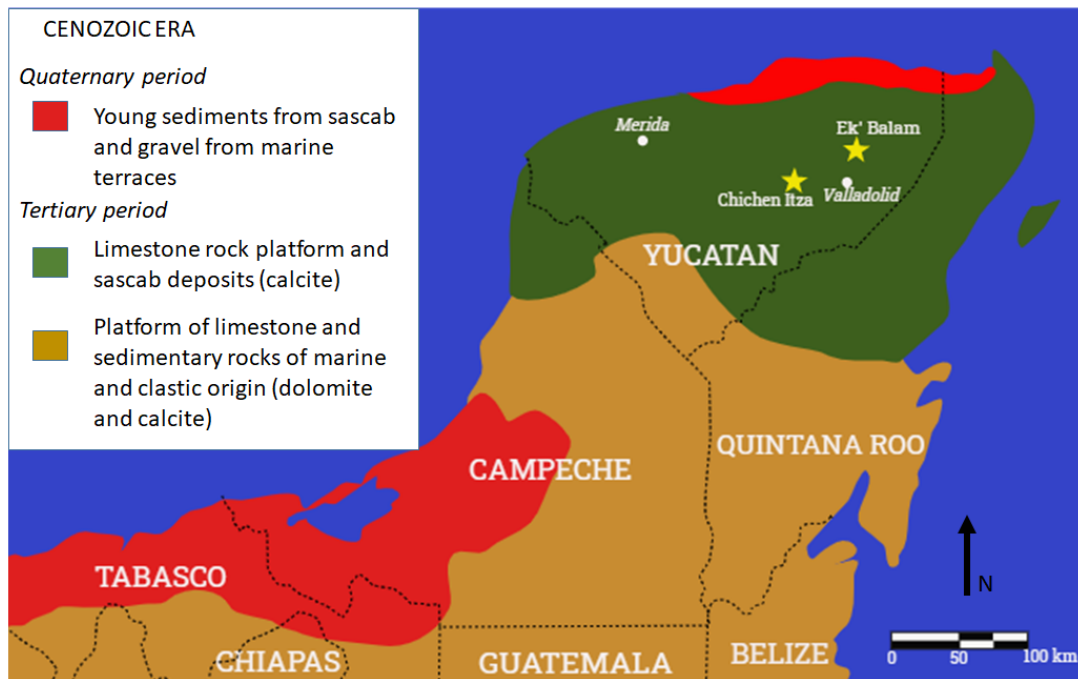 CENOZOIC ERA
Quaternary period
Young sediments from sascab
and gravel from marine
terraces
Tertiary period
Limestone rock platform and
sascab deposits (calcite)
Platform of limestone and
sedimentary rocks of marine
and clastic origin (dolomite
and calcite)
Merida
Ek' Balam
Chichen Itza
Valladolid
YUCATAN
CAMPECHE
QUINTANA ROO
TABASCO
CHIAPAS
GUATEMALA
BELIZE
N
0 50 100 km